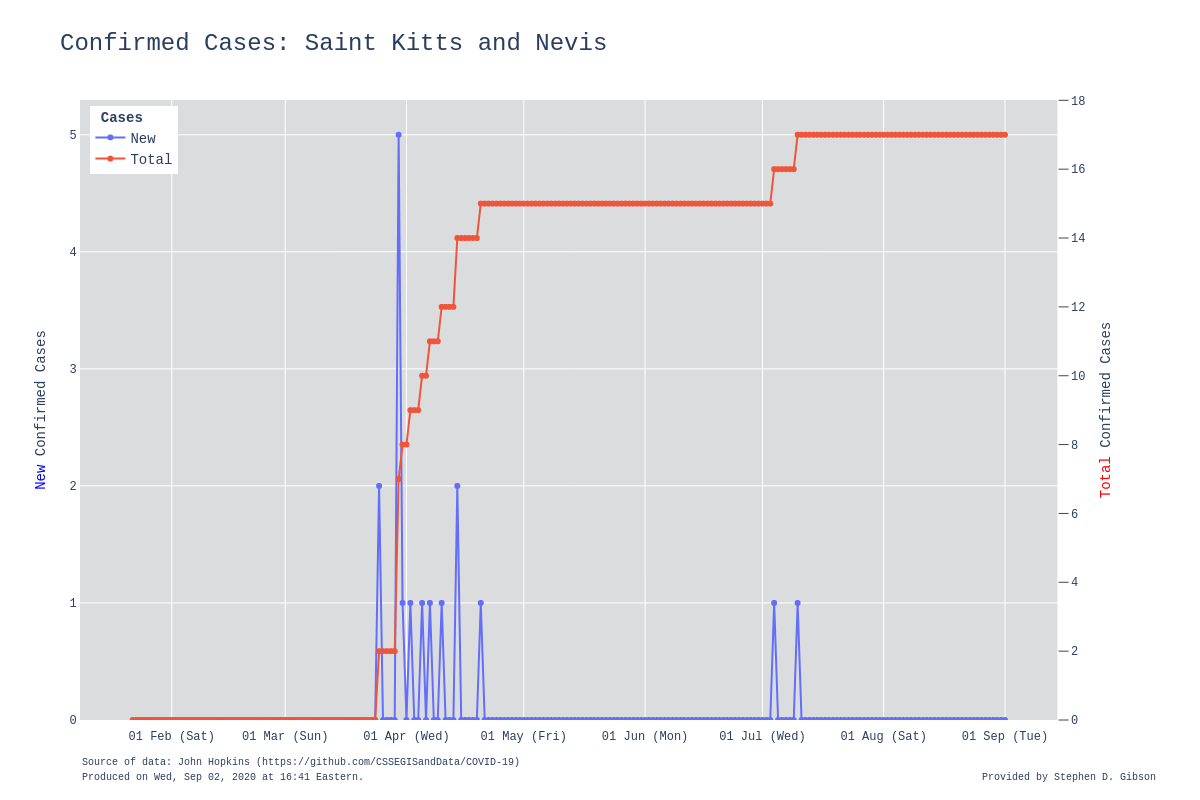 Confirmed Cases: Saint Kitts and Nevis
Cases
New
Total
5
4
3
2
1
0
New Confirmed Cases
18
16
14
12
10
8
6
4
2
0
Total Confirmed Cases
01 Feb (Sat)
01 Mar (Sun)
01 Apr (Wed)
01 May (Fri)
01 Jun (Mon)
01 Jul (Wed)
01 Aug (Sat)
01 Sep (Tue)
Source of data: John Hopkins (https://github.com/CSSEGISandData/COVID-19)
Produced on Wed, Sep 02, 2020 at 16:41 Eastern.
Provided by Stephen D. Gibson